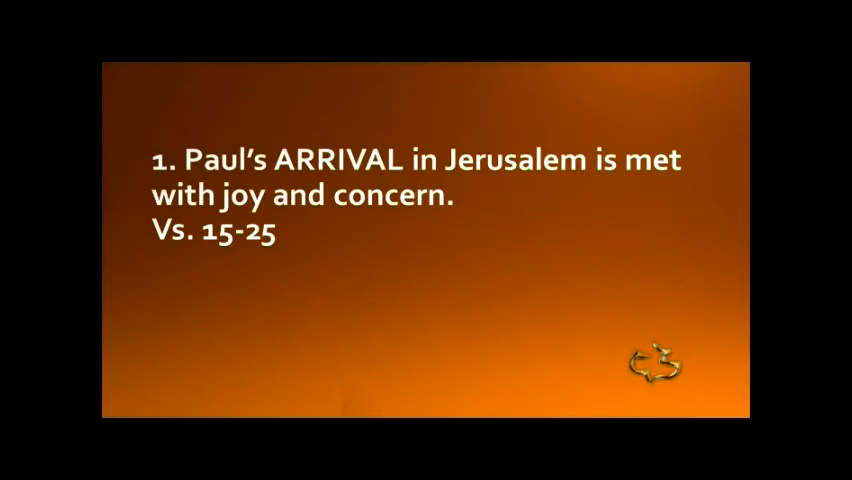 1. Paul's ARRIVAL in Jerusalem is met
with joy and concern.
Vs. 15-25